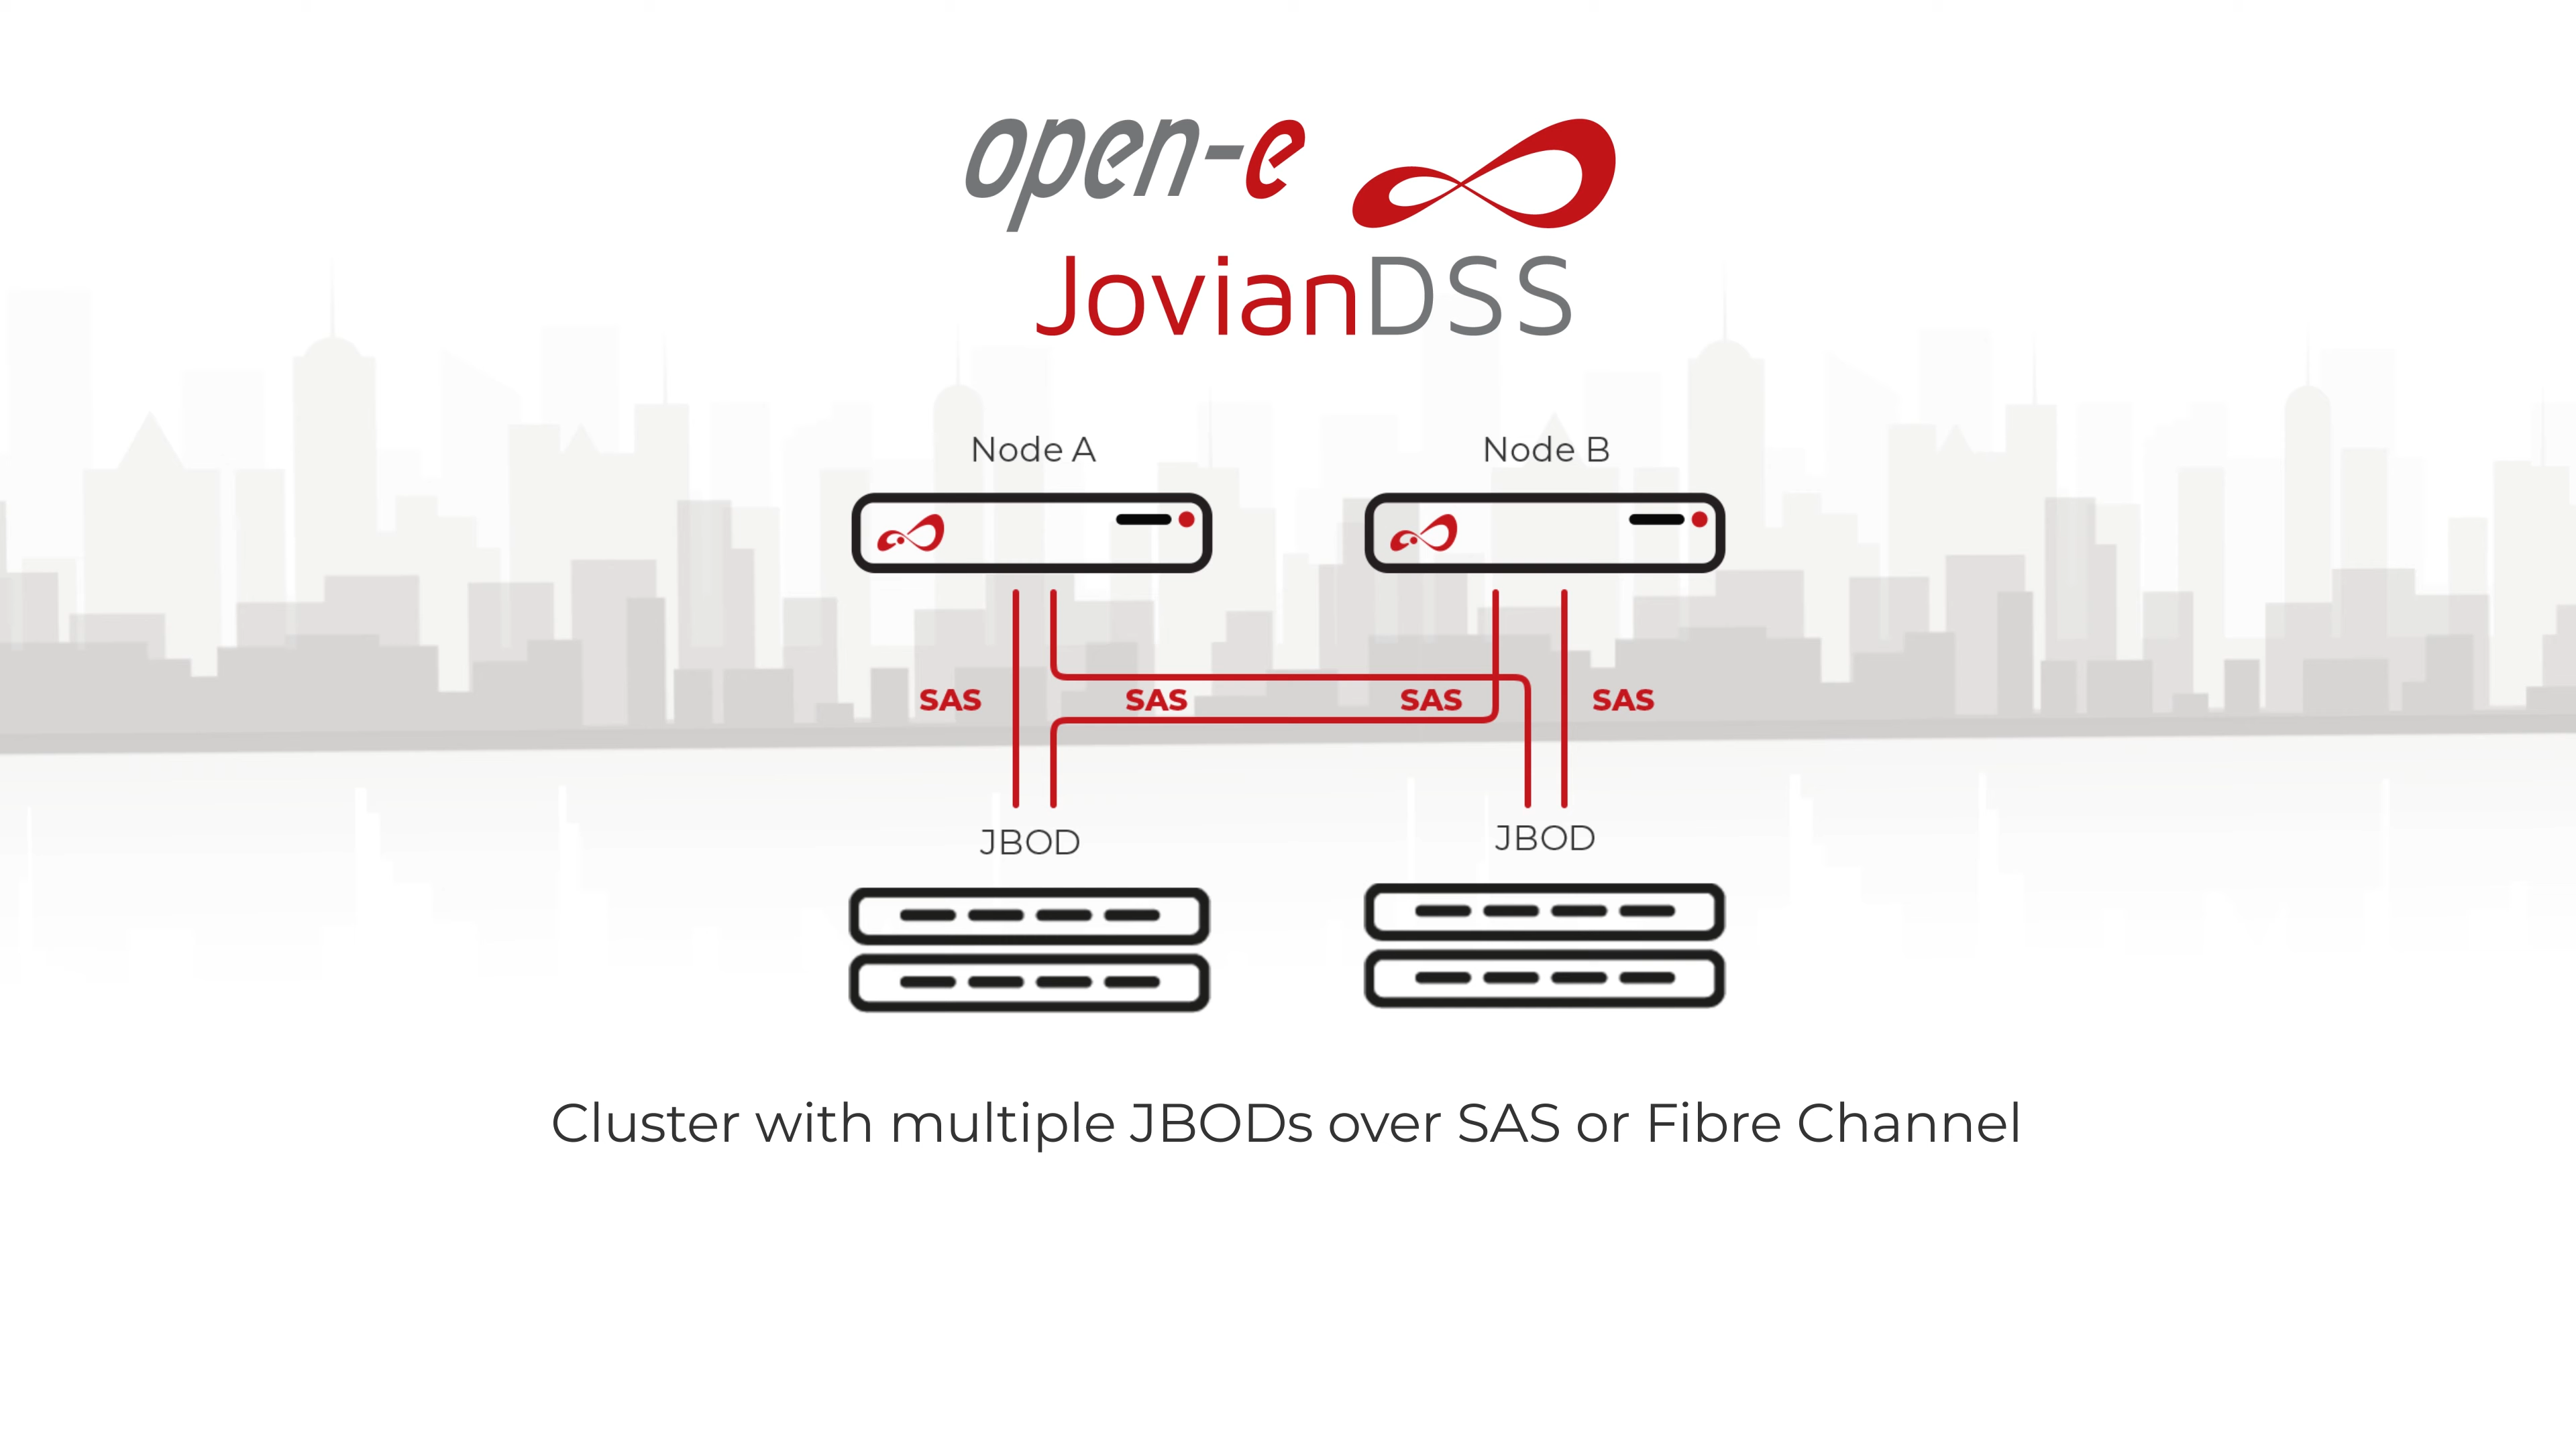 open-e
JovianDSS
Node A
Node B
SAS
SAS
SAS
SAS
JBOD
JBOD
Cluster with multiple JBODs over SAS or Fibre Channel